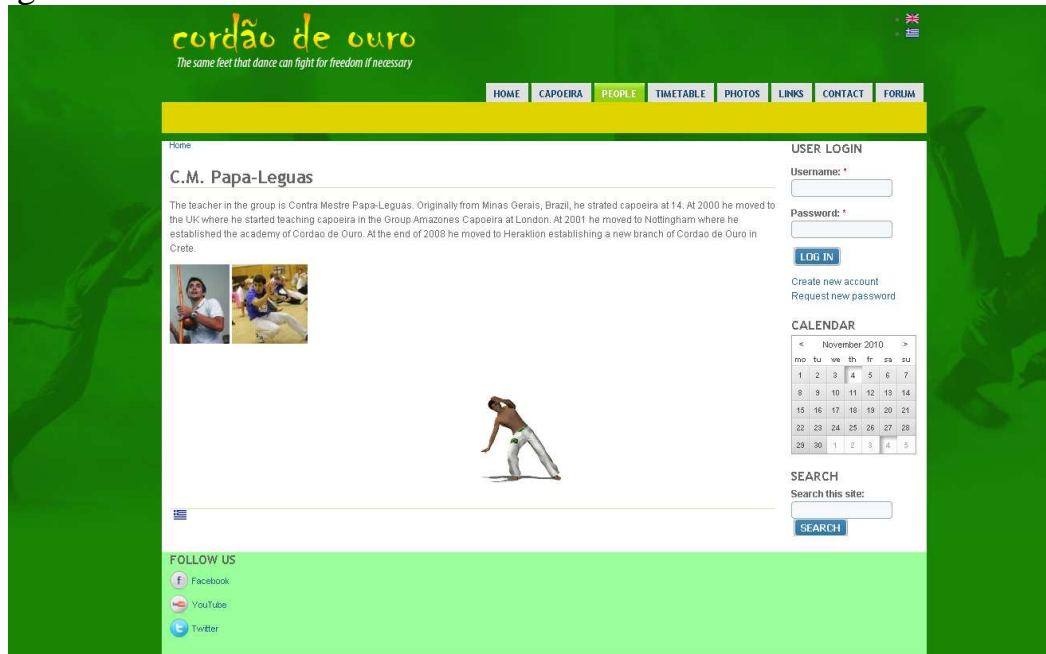 cordão de ouro
The same feet that dance can fight for freedom if necessary
HOME CAPOEIRA PEOPLE TIMETABLE PHOTOS LINKS CONTACT FORUM
Home
C.M. Papa-Leguas
The teacher in the group is Contra Mestre Papa-Leguas. Originally from Minas Gerais, Brazil, he strated capoeira at 14. At 2000 he moved to
the UK where he started teaching capoeira in the Group Amazones Capoeira at London. At 2001 he moved to Nottingham where he
established the academy of Cordao de Ouro. At the end of 2008 he moved to Heraklion establishing a new branch of Cordao de Ouro in
Crete.
USER LOGIN
Username: *
Password: *
LOG IN
Create new account
Request new password
CALENDAR
< November 2010 >
mo tu we th fr sa su
1 2 3 4 5 6 7
8 9 10 11 12 13 14
15 16 17 18 19 20 21
22 23 24 25 26 27 28
29 30 1 2 3 4 5
SEARCH
Search this site:
SEARCH
FOLLOW US
Facebook
YouTube
Twitter